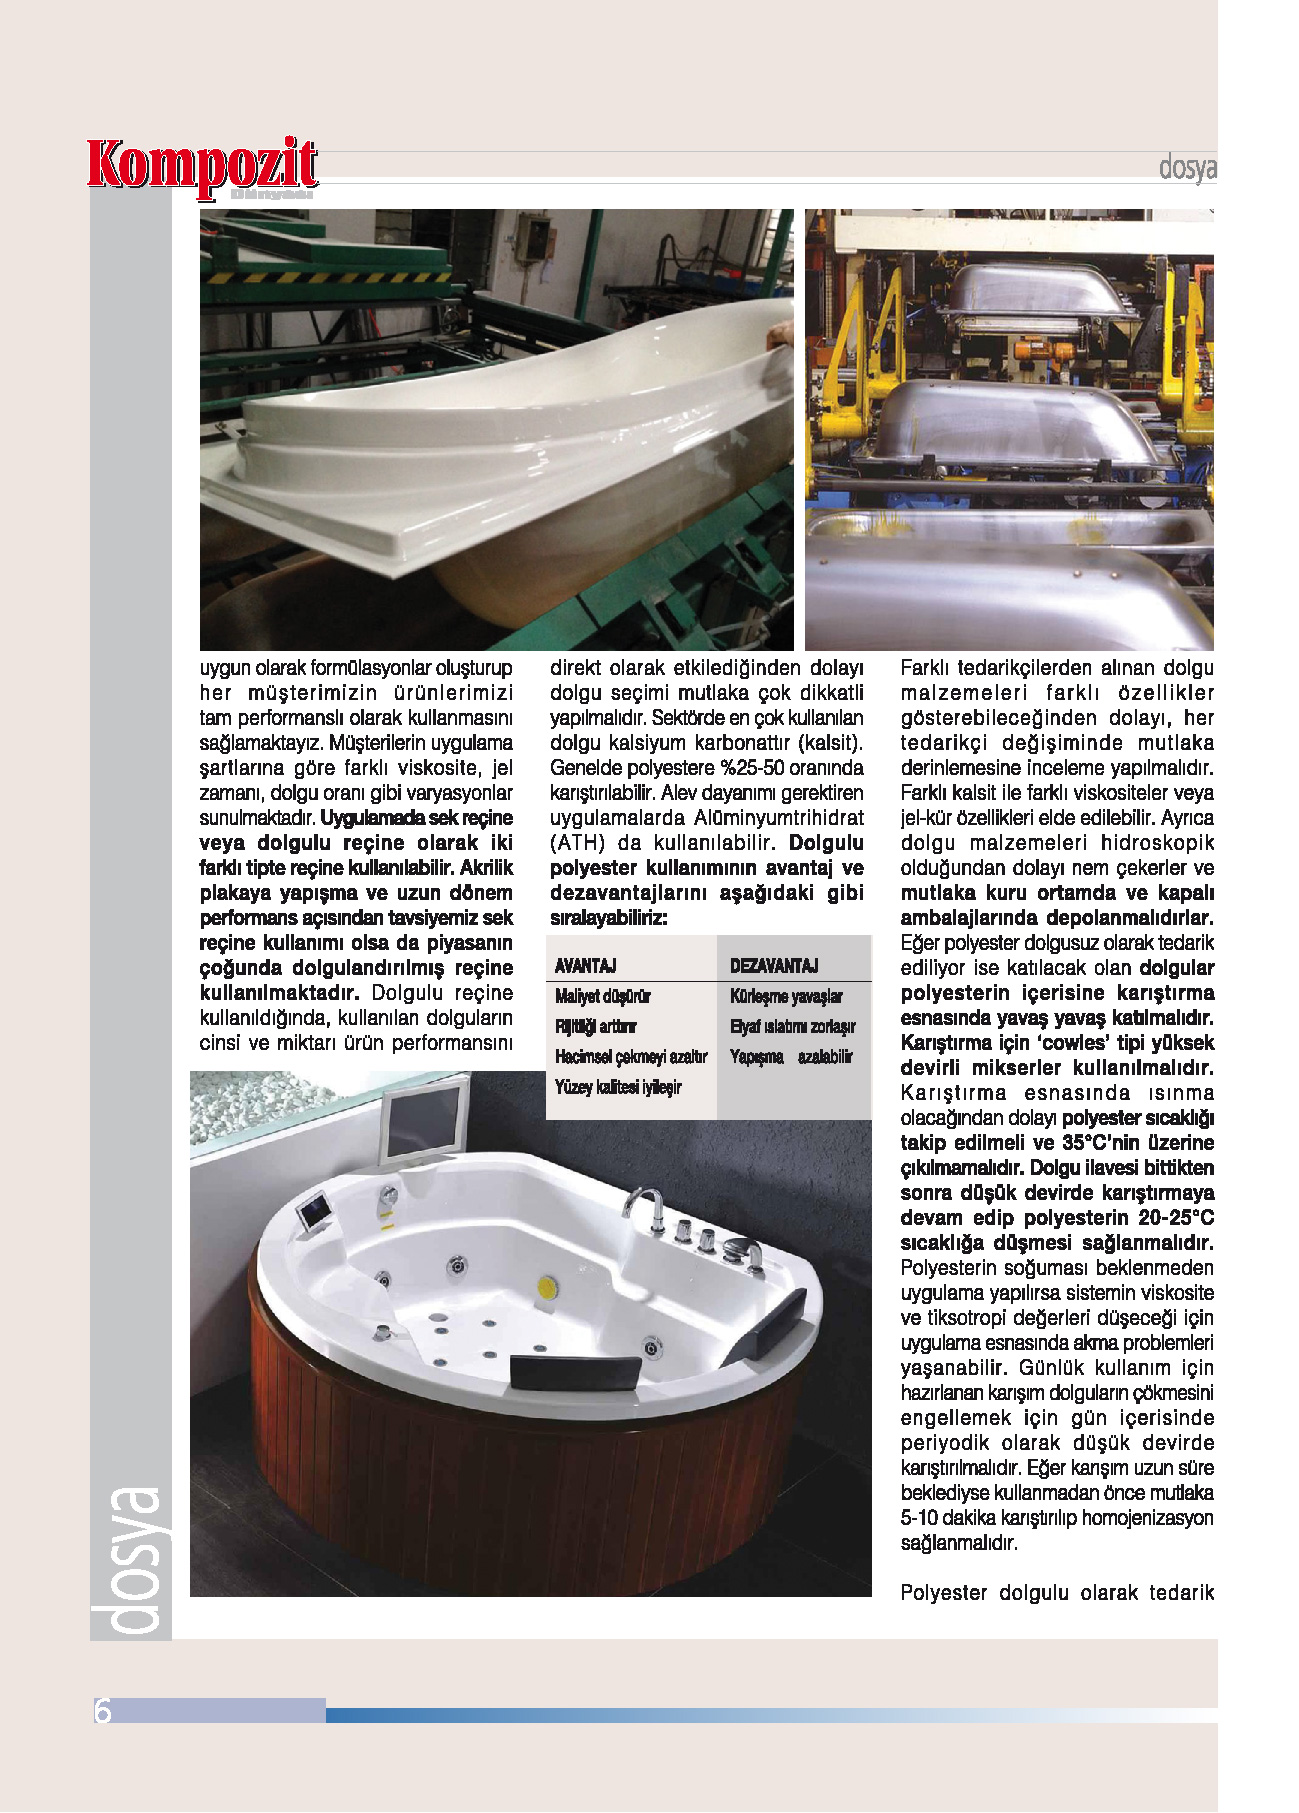 Kompozit
Dünyası
dosya
uygun olarak formülasyonlar oluşturup
her müşterimizin ürünlerimizi
tam performanslı olarak kullanmasını
sağlamaktayız. Müşterilerin uygulama
şartlarına göre farklı viskosite, jel
zamanı, dolgu oranı gibi varyasyonlar
sunulmaktadır. Uygulamada sek reçine
veya dolgulu reçine olarak iki
farklı tipte reçine kullanılabilir. Akrilik
plakaya yapışma ve uzun dönem
performans açısından tavsiyemiz sek
reçine kullanımı olsa da piyasanın
çoğunda dolgulandırılmış reçine
kullanılmaktadır. Dolgulu reçine
kullanıldığında, kullanılan dolguların
cinsi ve miktarı ürün performansını
direkt olarak etkilediğinden dolayı
dolgu seçimi mutlaka çok dikkatli
yapılmalıdır. Sektörde en çok kullanılan
dolgu kalsiyum karbonattır (kalsit).
Genelde polyestere %25-50 oranında
karıştırılabilir. Alev dayanımı gerektiren
uygulamalarda Alüminyumtrihidrat
(ATH) da kullanılabilir. Dolgulu
polyester kullanımının avantaj ve
dezavantajlarını aşağıdaki gibi
sıralayabiliriz:
AVANTAJ DEZAVANTAJ
Maliyet düşürür Kürleşme yavaşlar
Rijitliği arttırır Elyaf ıslatımı zorlaşır
Hacimsel çekmeyi azaltır Yapışma azalabilir
Yüzey kalitesi iyileşir
Farklı tedarikçilerden alınan dolgu
malzemeleri farklı özellikler
gösterebileceğinden dolayı, her
tedarikçi değişiminde mutlaka
derinlemesine inceleme yapılmalıdır.
Farklı kalsit ile farklı viskositeler veya
jel-kür özellikleri elde edilebilir. Ayrıca
dolgu malzemeleri hidroskopik
olduğundan dolayı nem çekerler ve
mutlaka kuru ortamda ve kapalı
ambalajlarında depolanmalıdırlar.
Eğer polyester dolgusuz olarak tedarik
ediliyor ise katılacak olan dolgular
polyesterin içerisine karıştırma
esnasında yavaş yavaş katılmalıdır.
Karıştırma için ‘cowles’ tipi yüksek
devirli mikserler kullanılmalıdır.
Karıştırma esnasında ısınma
olacağından dolayı polyester sıcaklığı
takip edilmeli ve 35°C’nin üzerine
çıkılmamalıdır. Dolgu ilavesi bittikten
sonra düşük devirde karıştırmaya
devam edip polyesterin 20-25°C
sıcaklığa düşmesi sağlanmalıdır.
Polyesterin soğuması beklenmeden
uygulama yapılırsa sistemin viskosite
ve tiksotropi değerleri düşeceği için
uygulama esnasında akma problemleri
yaşanabilir. Günlük kullanım için
hazırlanan karışım dolguların çökmesini
engellemek için gün içerisinde
periyodik olarak düşük devirde
karıştırılmalıdır. Eğer karışım uzun süre
beklediyse kullanmadan önce mutlaka
5-10 dakika karıştırılıp homojenizasyon
sağlanmalıdır.
Polyester dolgulu olarak tedarik
dosya
6